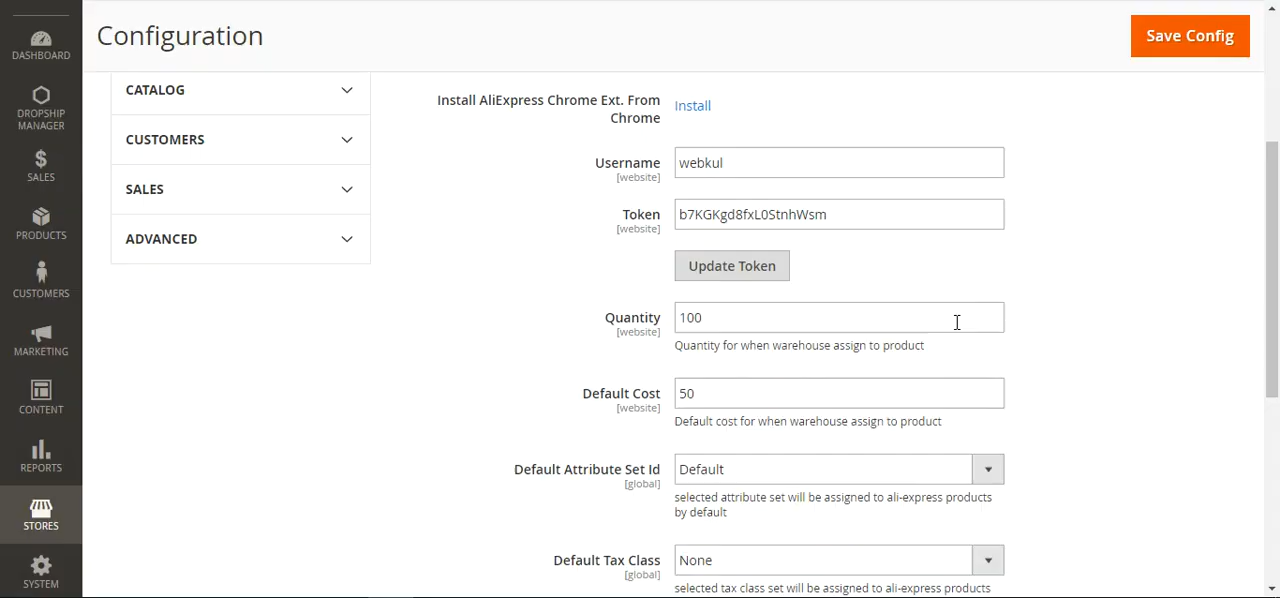 Configuration
Save Config
DASHBOARD
DROPSHIP
MANAGER
SALES
PRODUCTS
CUSTOMERS
MARKETING
CONTENT
REPORTS
STORES
SYSTEM
CATALOG
CUSTOMERS
SALES
ADVANCED
Install AliExpress Chrome Ext. From
Chrome
Install
Username
[website]
webkul
Token
[website]
b7KGKgd8fxL0StnhWsm
Update Token
Quantity
[website]
100
Quantity for when warehouse assign to product
Default Cost
[website]
50
Default cost for when warehouse assign to product
Default Attribute Set Id
[global]
Default
selected attribute set will be assigned to ali-express products
by default
Default Tax Class
[global]
None
selected tax class set will be assigned to ali-express products